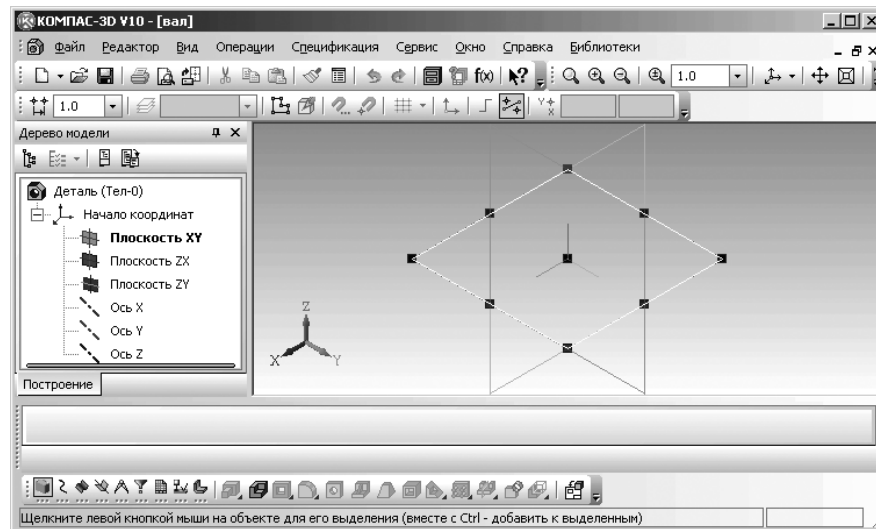 КОМПАС-3D V10 - [вал]
Файл Редактор Вид Операции Спецификация Сервис Окно Справка Библиотеки
f(x) 1.0
1.0
Дерево модели
Деталь (Тел-0)
Начало координат
Плоскость XY
Плоскость ZX
Плоскость ZY
Ось X
Ось Y
Ось Z
Z
X Y
Построение
Щелкните левой кнопкой мыши на объекте для его выделения (вместе с Ctrl - добавить к выделенным)